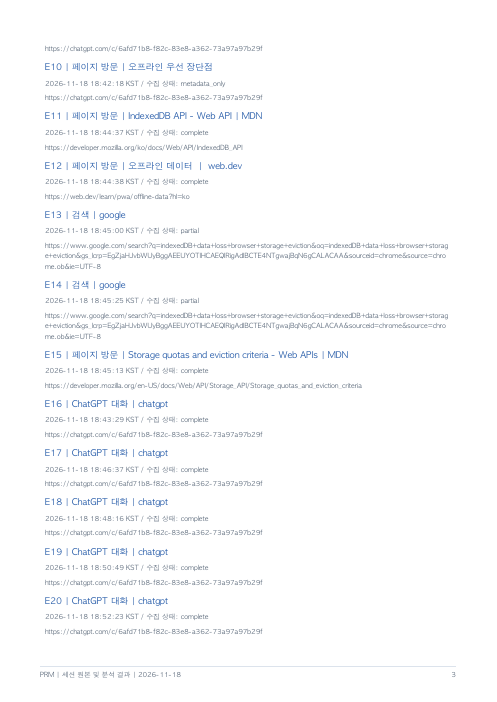 https://chatgpt.com/c/6afd71b8-f82c-83e8-a362-73a97a97b29f
E10 | 페이지 방문 | 오프라인 우선 장단점
2026-11-18 18:42:18 KST / 수집 상태: metadata_only
https://chatgpt.com/c/6afd71b8-f82c-83e8-a362-73a97a97b29f
E11 | 페이지 방문 | IndexedDB API - Web API | MDN
2026-11-18 18:44:37 KST / 수집 상태: complete
https://developer.mozilla.org/ko/docs/Web/API/IndexedDB_API
E12 | 페이지 방문 | 오프라인 데이터 | web.dev
2026-11-18 18:44:38 KST / 수집 상태: complete
https://web.dev/learn/pwa/offline-data?hl=ko
E13 | 검색 | google
2026-11-18 18:45:00 KST / 수집 상태: partial
https://www.google.com/search?q=indexedDB+data+loss+browser+storage+eviction&oq=indexedDB+data+loss+browser+storag
e+eviction&gs_lcrp=EgZjaHJvbWUyBggAEEUYOTIHCAEQIRigAdIBCTE4NTgwajBqN6gCALACAA&sourceid=chrome&source=chro
me.ob&ie=UTF-8
E14 | 검색 | google
2026-11-18 18:45:25 KST / 수집 상태: partial
https://www.google.com/search?q=indexedDB+data+loss+browser+storage+eviction&oq=indexedDB+data+loss+browser+storag
e+eviction&gs_lcrp=EgZjaHJvbWUyBggAEEUYOTIHCAEQIRigAdIBCTE4NTgwajBqN6gCALACAA&sourceid=chrome&source=chro
me.ob&ie=UTF-8
E15 | 페이지 방문 | Storage quotas and eviction criteria - Web APIs | MDN
2026-11-18 18:45:13 KST / 수집 상태: complete
https://developer.mozilla.org/en-US/docs/Web/API/Storage_API/Storage_quotas_and_eviction_criteria
E16 | ChatGPT 대화 | chatgpt
2026-11-18 18:43:29 KST / 수집 상태: complete
https://chatgpt.com/c/6afd71b8-f82c-83e8-a362-73a97a97b29f
E17 | ChatGPT 대화 | chatgpt
2026-11-18 18:46:37 KST / 수집 상태: complete
https://chatgpt.com/c/6afd71b8-f82c-83e8-a362-73a97a97b29f
E18 | ChatGPT 대화 | chatgpt
2026-11-18 18:48:16 KST / 수집 상태: complete
https://chatgpt.com/c/6afd71b8-f82c-83e8-a362-73a97a97b29f
E19 | ChatGPT 대화 | chatgpt
2026-11-18 18:50:49 KST / 수집 상태: complete
https://chatgpt.com/c/6afd71b8-f82c-83e8-a362-73a97a97b29f
E20 | ChatGPT 대화 | chatgpt
2026-11-18 18:52:23 KST / 수집 상태: complete
https://chatgpt.com/c/6afd71b8-f82c-83e8-a362-73a97a97b29f
PRM | 세션 원문 및 분석 결과 | 2026-11-18
3